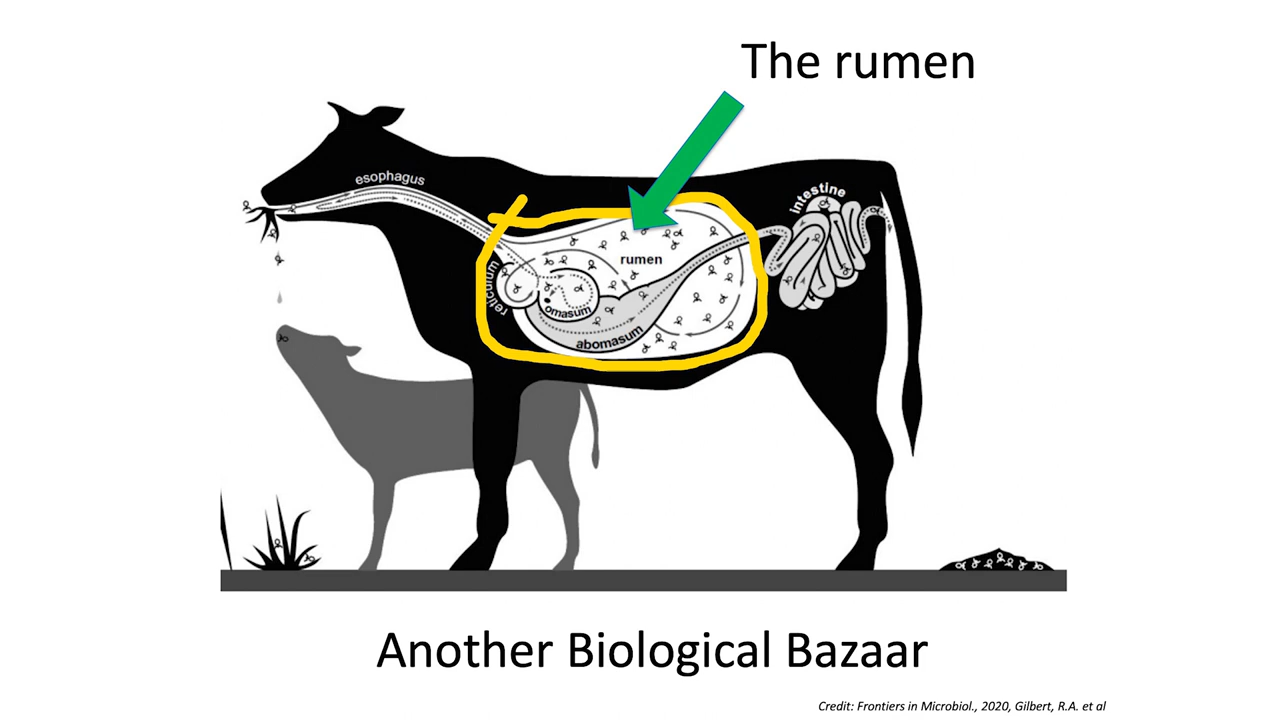 The rumen
esophagus
intestine
rumen
reticulum
omasum
abomasum
Another Biological Bazaar
Credit: Frontiers in Microbiol., 2020, Gilbert, R.A. et al